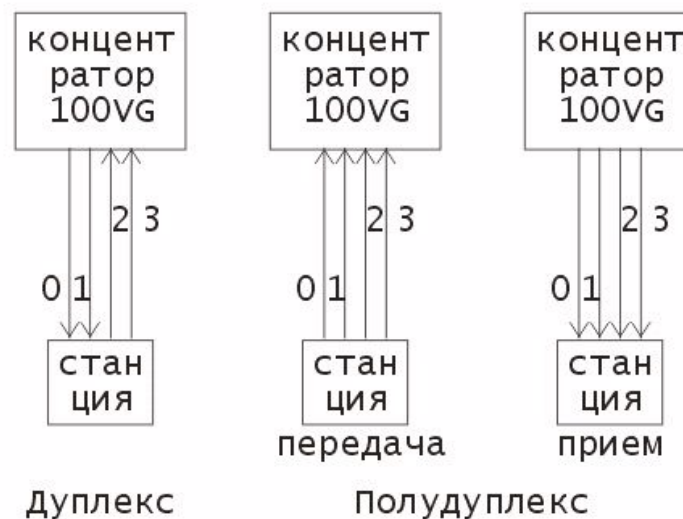 концент
ратор
100VG
концент
ратор
100VG
концент
ратор
100VG
2 3
2 3
2 3
0 1
0 1
0 1
стан
ция
стан
ция
стан
ция
передача
прием
Дуплекс
Полудуплекс